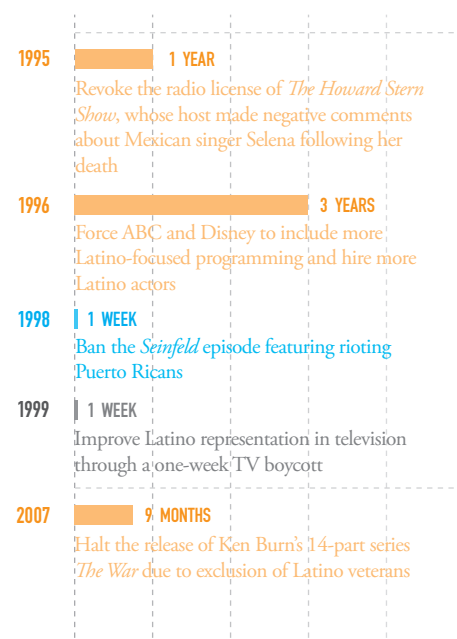 1995 1 YEAR
Revoke the radio license of The Howard Stern
Show, whose host made negative comments
about Mexican singer Selena following her
death
1996 3 YEARS
Force ABC and Disney to include more
Latino-focused programming and hire more
Latino actors
1998 1 WEEK
Ban the Seinfeld episode featuring rioting
Puerto Ricans
1999 1 WEEK
Improve Latino representation in television
through a one-week TV boycott
2007 9 MONTHS
Halt the release of Ken Burn's 14-part series
The War due to exclusion of Latino veterans